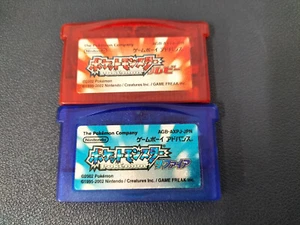 The Pokémon Company
ゲームボーイ アドバンス
ポケットモンスター
ルビー
©2002 Pokémon
©1995-2002 Nintendo / Creatures Inc. / GAME FREAK inc.
The Pokémon Company AGB-AXPJ-JPN
Nintendo ゲームボーイ アドバンス
ポケットモンスター
サファイア
©2002 Pokémon
©1995-2002 Nintendo / Creatures Inc. / GAME FREAK inc.